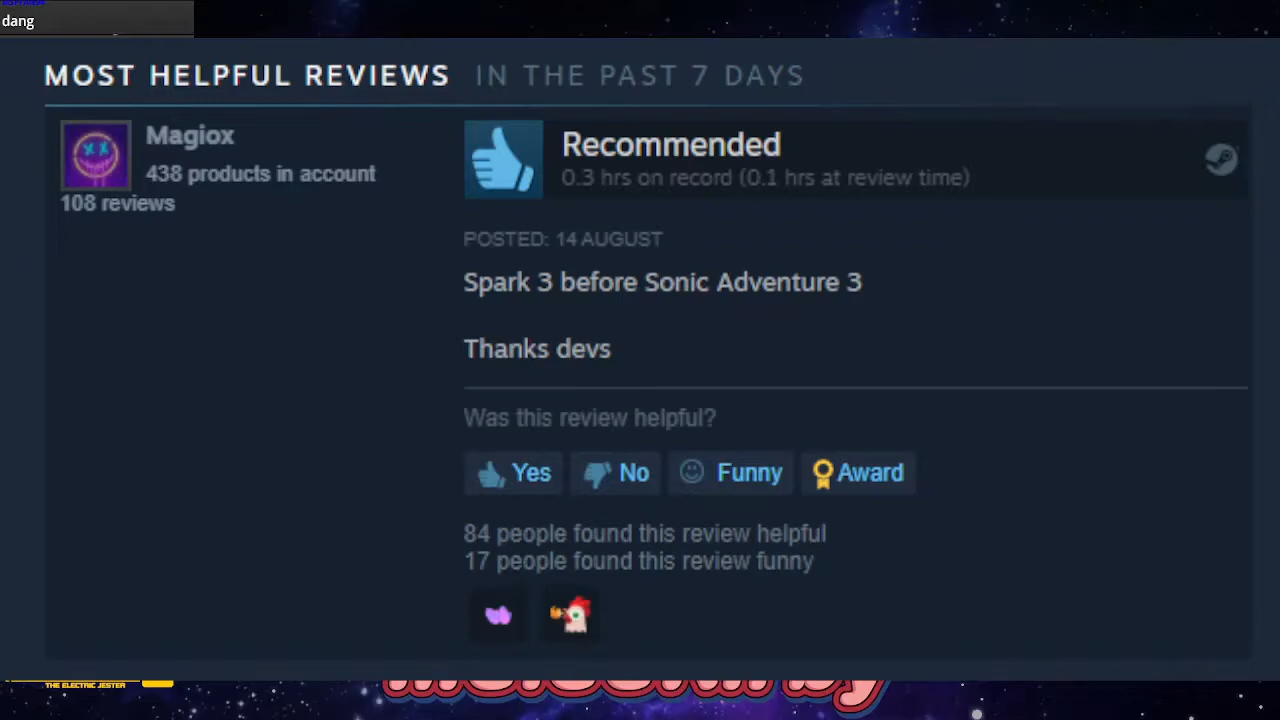 dang
MOST HELPFUL REVIEWS IN THE PAST 7 DAYS
Magiox
438 products in account
108 reviews
Recommended
0.3 hrs on record (0.1 hrs at review time)
POSTED: 14 AUGUST
Spark 3 before Sonic Adventure 3
Thanks devs
Was this review helpful?
Yes No Funny Award
84 people found this review helpful
17 people found this review funny
THE ELECTRIC JESTER